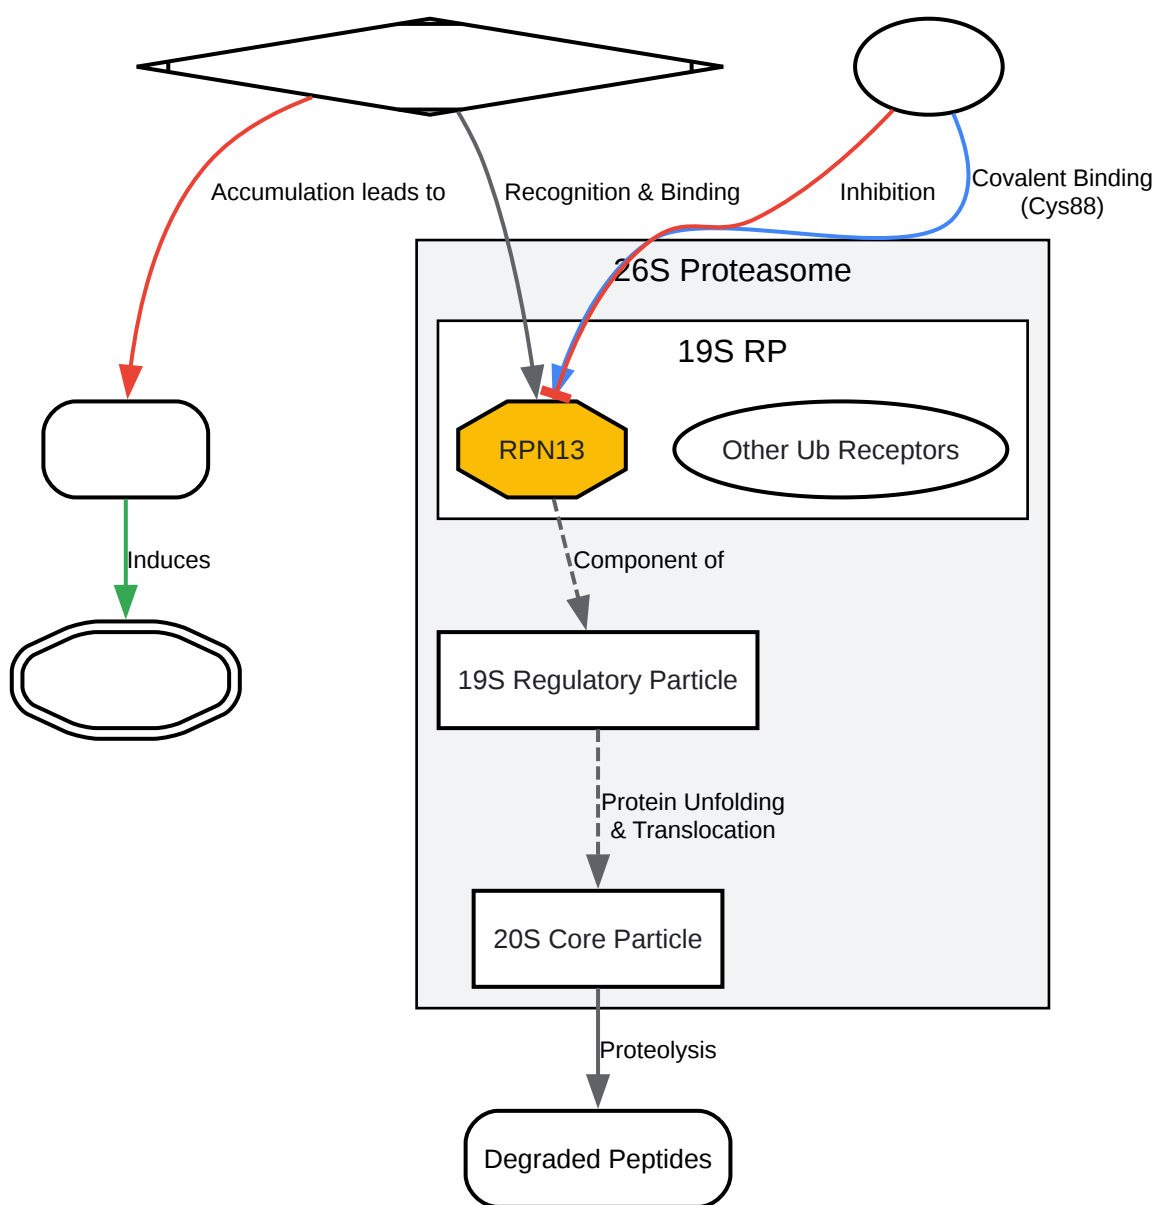 Accumulation leads to
Recognition & Binding
Inhibition
Covalent Binding
(Cys88)
26S Proteasome
19S RP
RPN13
Other Ub Receptors
Induces
Component of
19S Regulatory Particle
Protein Unfolding
& Translocation
20S Core Particle
Proteolysis
Degraded Peptides